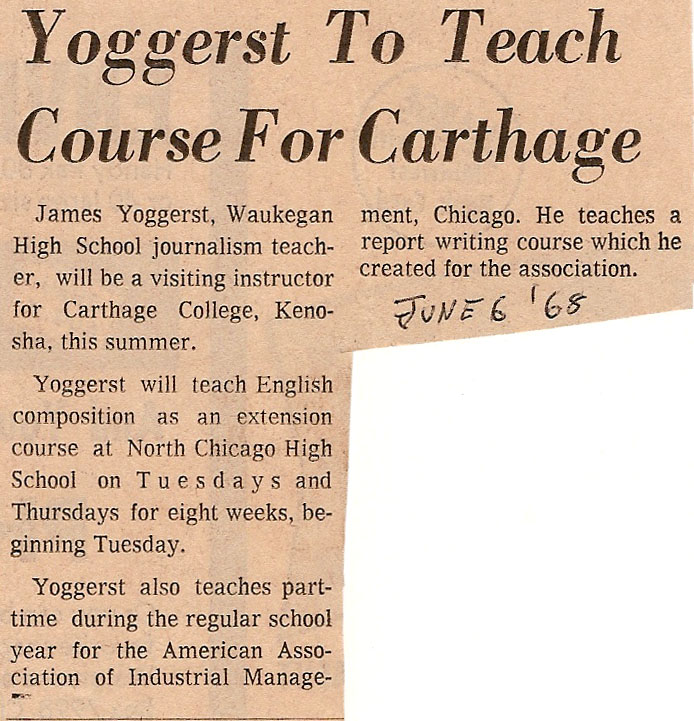 Yoggerst To Teach
Course For Carthage
James Yoggerst, Waukegan
High School journalism teach-
er, will be a visiting instructor
for Carthage College, Keno-
sha, this summer.
Yoggerst will teach English
composition as an extension
course at North Chicago High
School on Tuesdays and
Thursdays for eight weeks, be-
ginning Tuesday.
Yoggerst also teaches part-
time during the regular school
year for the American Asso-
ciation of Industrial Manage-
ment, Chicago. He teaches a
report writing course which he
created for the association.
JUNE 6 '68